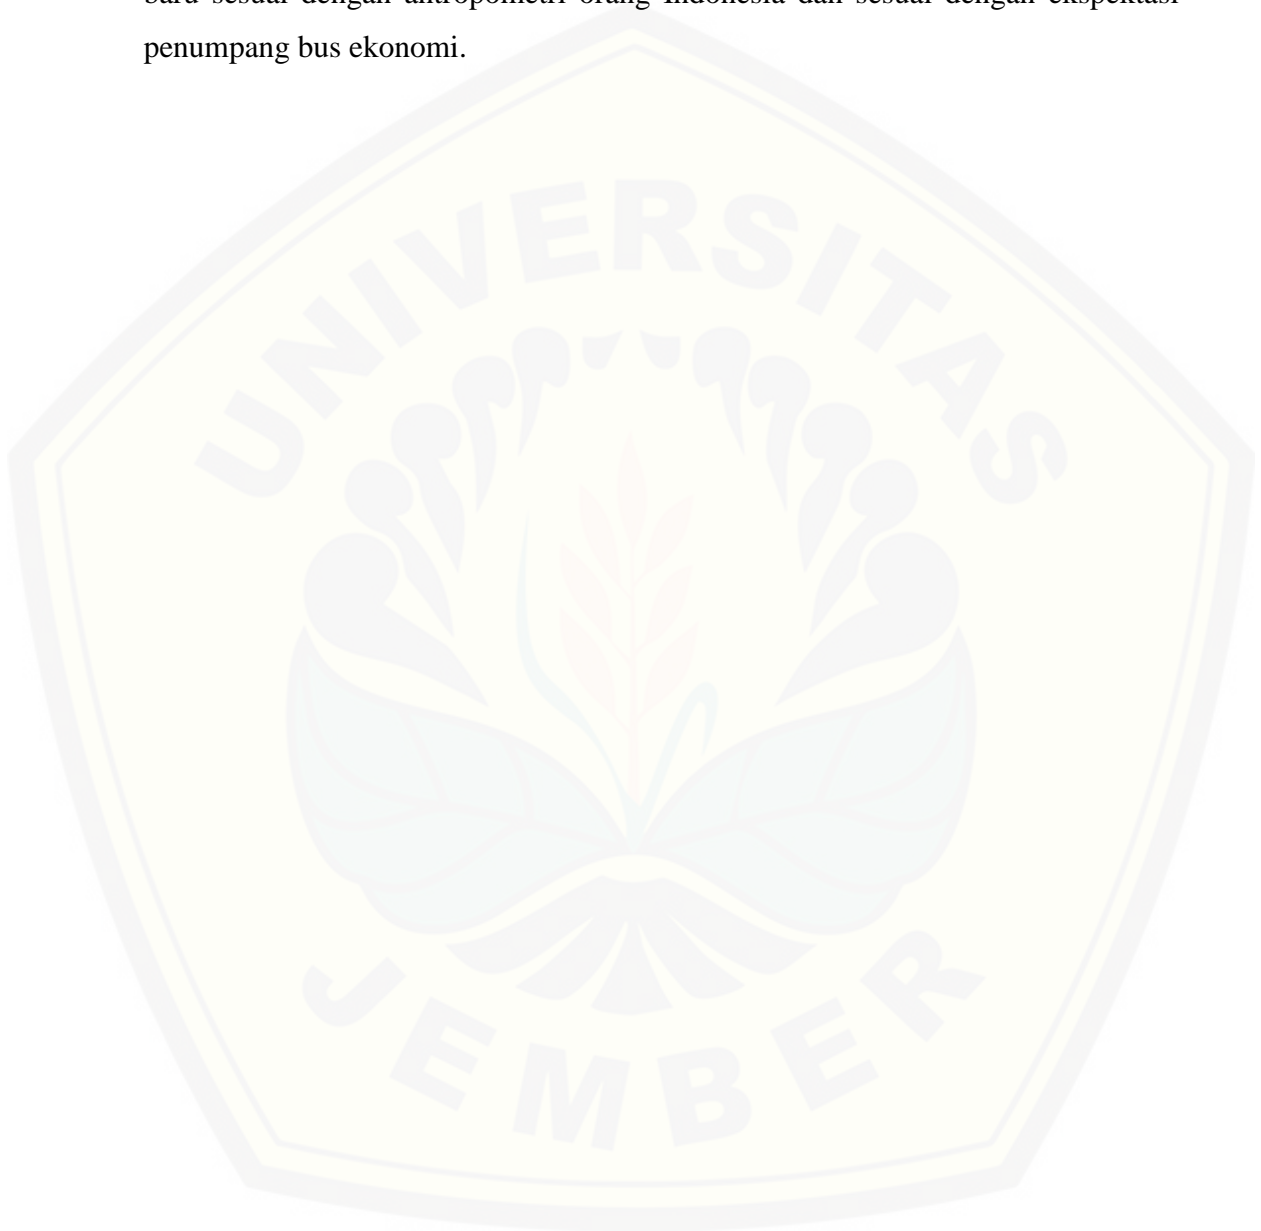 baru sesuai dengan antropometri orang Indonesia dan sesuai dengan ekspektasi
penumpang bus ekonomi.
UNIVERSITAS
JEMBER